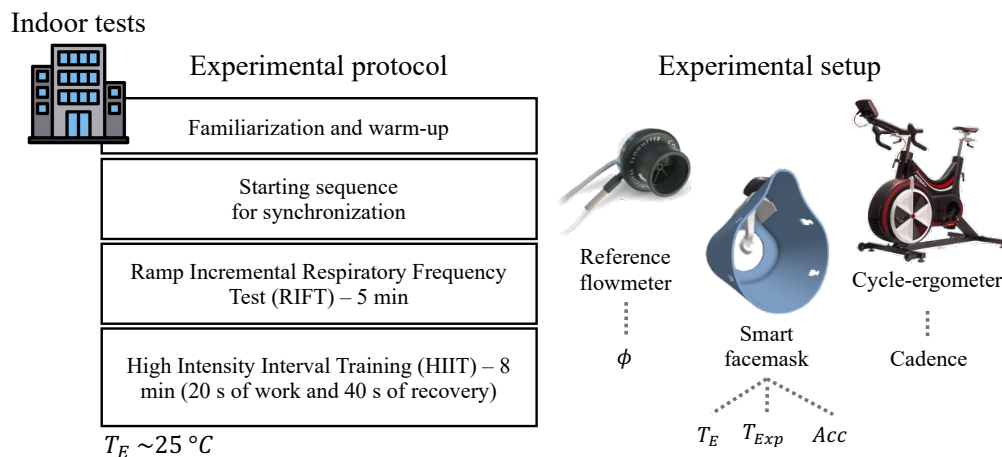 Indoor tests
Experimental protocol
Familiarization and warm-up
Starting sequence
for synchronization
Ramp Incremental Respiratory Frequency
Test (RIFT) – 5 min
High Intensity Interval Training (HIIT) – 8
min (20 s of work and 40 s of recovery)
T_E ~25 °C
Experimental setup
Reference
flowmeter
ϕ
Smart
facemask
T_E T_Exp Acc
Cycle-ergometer
Cadence